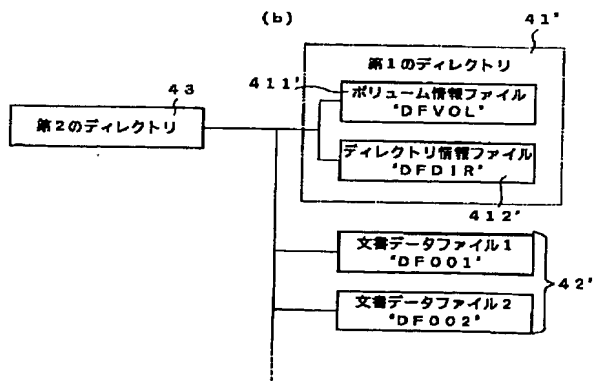 (b)
41'
第1のディレクトリ
411'
ボリューム情報ファイル
"DFVOL"
43
第2のディレクトリ
ディレクトリ情報ファイル
"DFDIR"
412'
文書データファイル1
"DF001"
42'
文書データファイル2
"DF002"